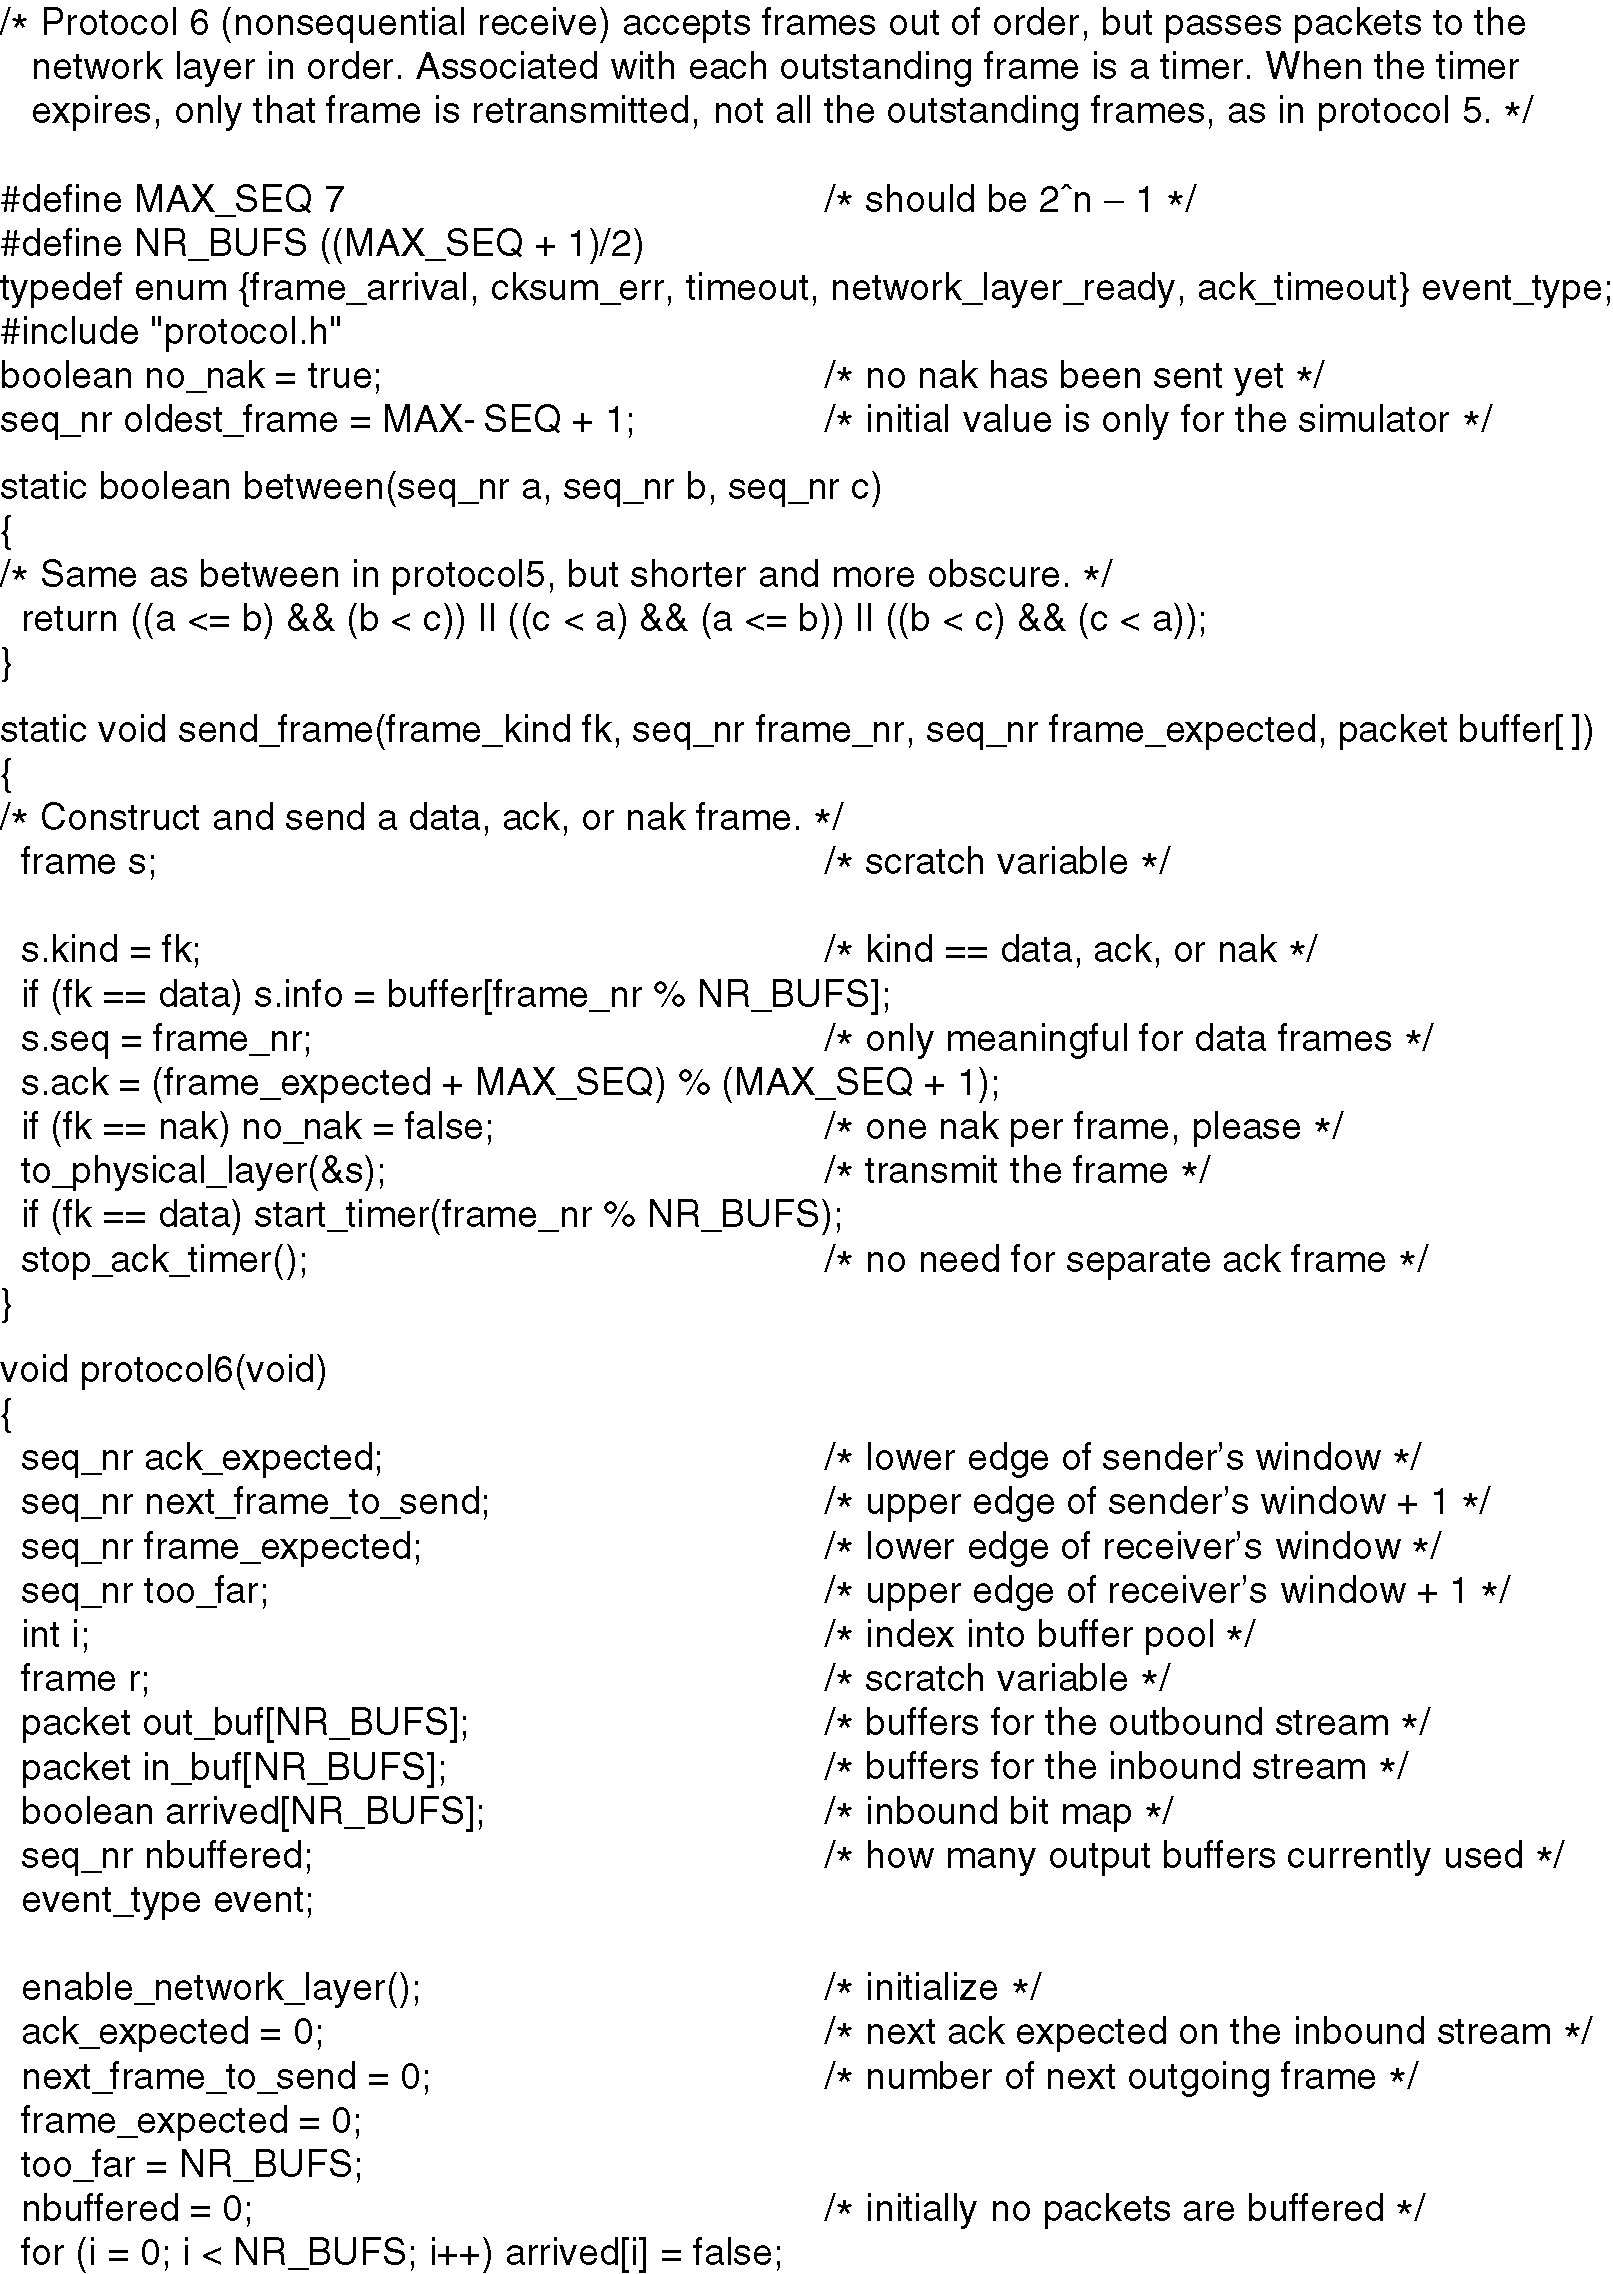 /* Protocol 6 (nonsequential receive) accepts frames out of order, but passes packets to the
network layer in order. Associated with each outstanding frame is a timer. When the timer
expires, only that frame is retransmitted, not all the outstanding frames, as in protocol 5. */
#define MAX_SEQ 7 /* should be 2^n – 1 */
#define NR_BUFS ((MAX_SEQ + 1)/2)
typedef enum {frame_arrival, cksum_err, timeout, network_layer_ready, ack_timeout} event_type;
#include "protocol.h"
boolean no_nak = true; /* no nak has been sent yet */
seq_nr oldest_frame = MAX- SEQ + 1; /* initial value is only for the simulator */
static boolean between(seq_nr a, seq_nr b, seq_nr c)
{
/* Same as between in protocol5, but shorter and more obscure. */
return ((a <= b) && (b < c)) || ((c < a) && (a <= b)) || ((b < c) && (c < a));
}
static void send_frame(frame_kind fk, seq_nr frame_nr, seq_nr frame_expected, packet buffer[ ])
{
/* Construct and send a data, ack, or nak frame. */
frame s; /* scratch variable */
s.kind = fk; /* kind == data, ack, or nak */
if (fk == data) s.info = buffer[frame_nr % NR_BUFS];
s.seq = frame_nr; /* only meaningful for data frames */
s.ack = (frame_expected + MAX_SEQ) % (MAX_SEQ + 1);
if (fk == nak) no_nak = false; /* one nak per frame, please */
to_physical_layer(&s); /* transmit the frame */
if (fk == data) start_timer(frame_nr % NR_BUFS);
stop_ack_timer(); /* no need for separate ack frame */
}
void protocol6(void)
{
seq_nr ack_expected; /* lower edge of sender’s window */
seq_nr next_frame_to_send; /* upper edge of sender’s window + 1 */
seq_nr frame_expected; /* lower edge of receiver’s window */
seq_nr too_far; /* upper edge of receiver’s window + 1 */
int i; /* index into buffer pool */
frame r; /* scratch variable */
packet out_buf[NR_BUFS]; /* buffers for the outbound stream */
packet in_buf[NR_BUFS]; /* buffers for the inbound stream */
boolean arrived[NR_BUFS]; /* inbound bit map */
seq_nr nbuffered; /* how many output buffers currently used */
event_type event;
enable_network_layer(); /* initialize */
ack_expected = 0; /* next ack expected on the inbound stream */
next_frame_to_send = 0; /* number of next outgoing frame */
frame_expected = 0;
too_far = NR_BUFS;
nbuffered = 0; /* initially no packets are buffered */
for (i = 0; i < NR_BUFS; i++) arrived[i] = false;